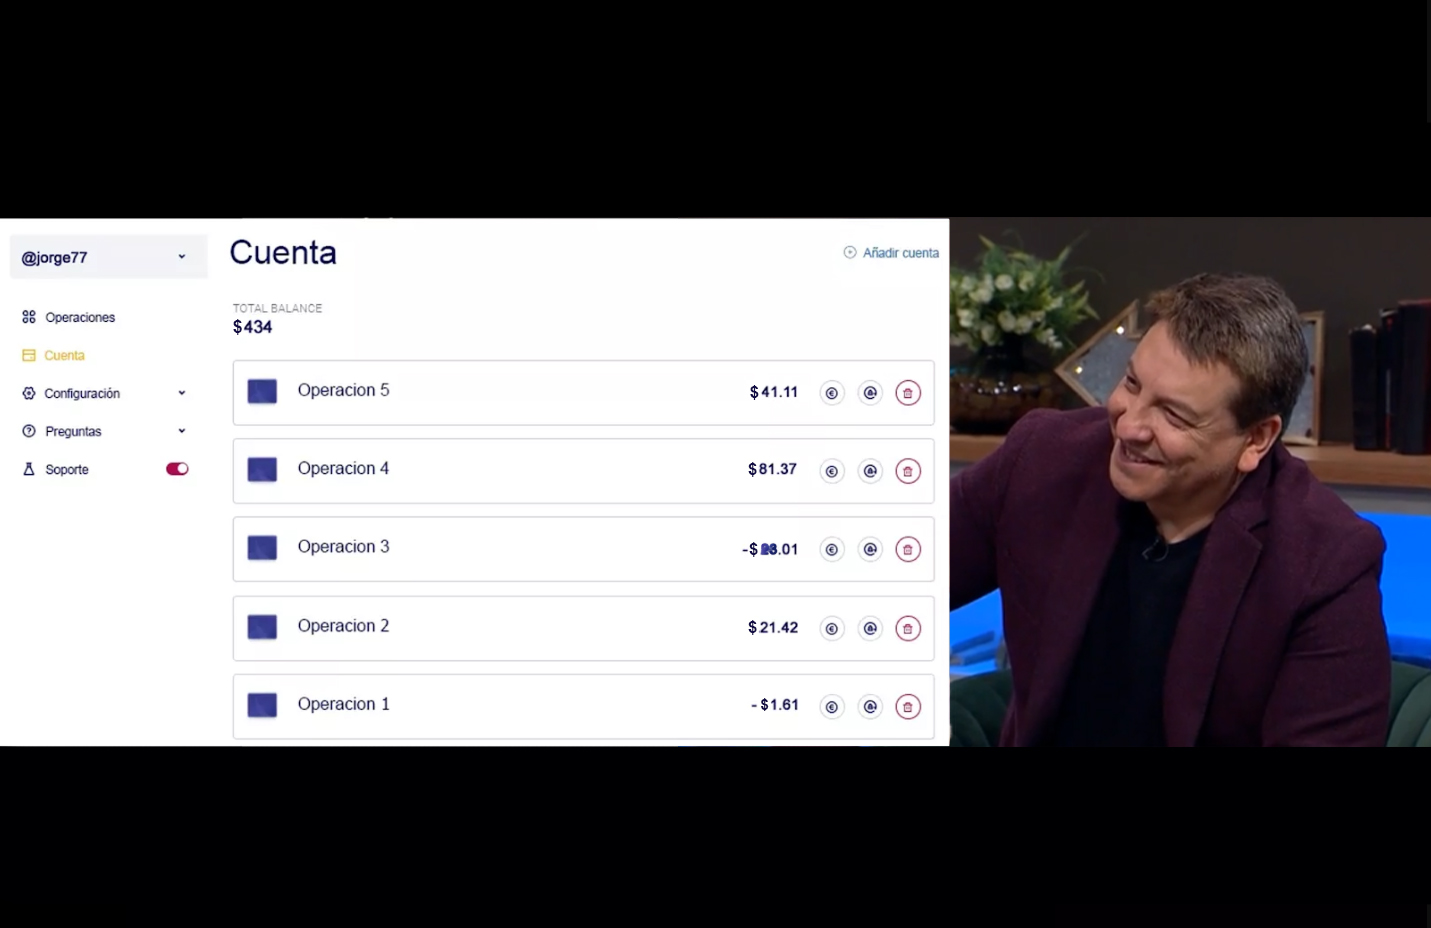 @jorge77
Operaciones
Cuenta
Configuración
Preguntas
Soporte
Cuenta
Añadir cuenta
TOTAL BALANCE
$434
Operacion 5 $41.11
Operacion 4 $81.37
Operacion 3
Operacion 2 $21.42
Operacion 1 - $1.61